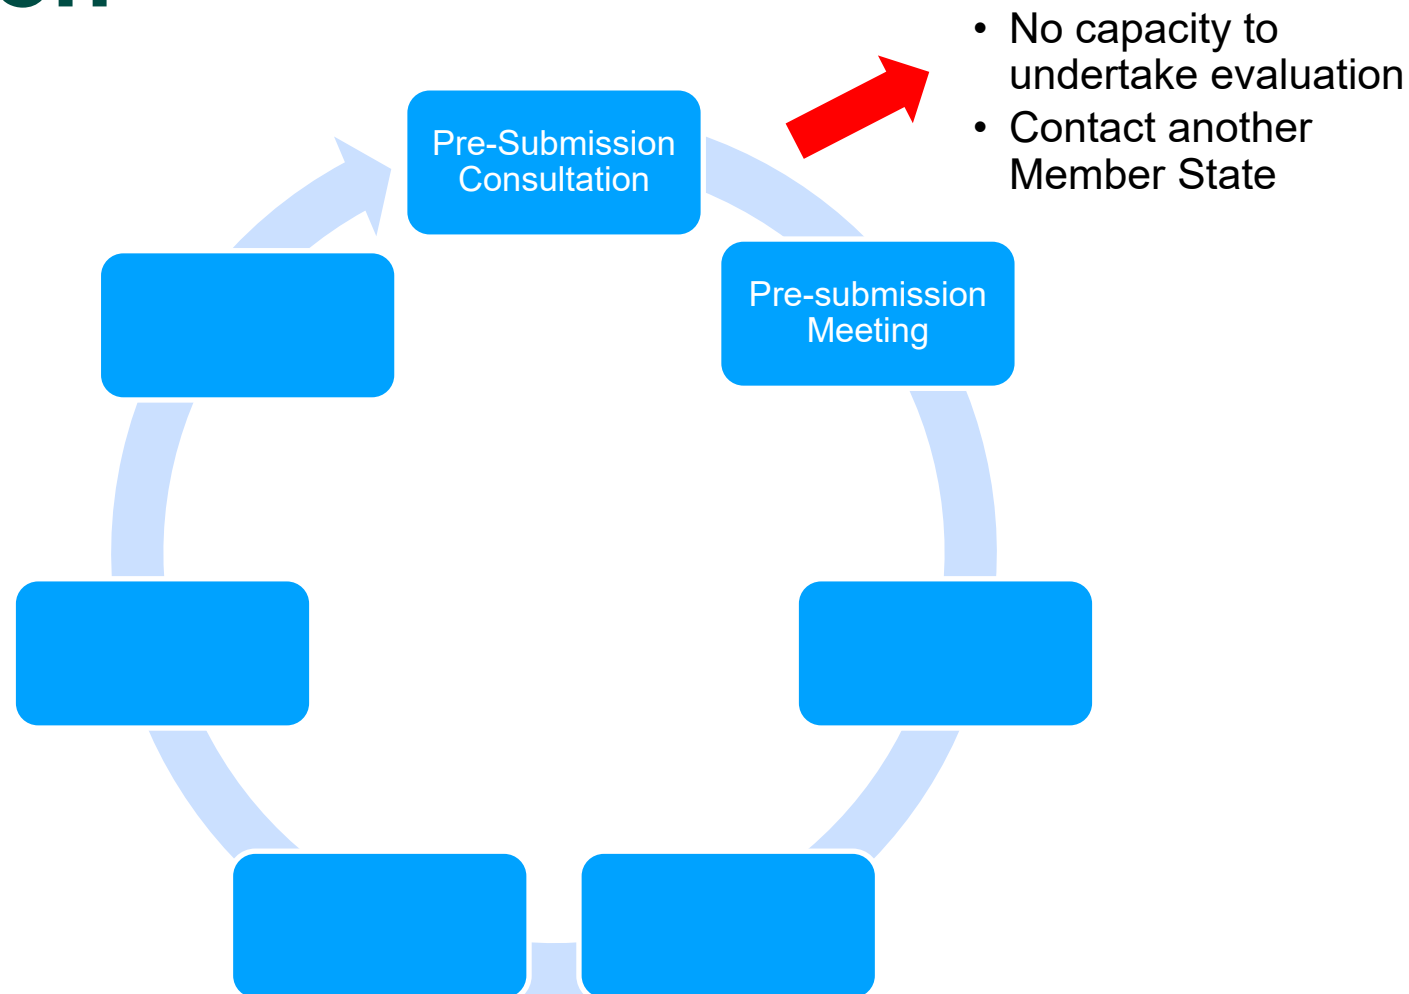 • No capacity to
undertake evaluation
• Contact another
Member State
Pre-Submission
Consultation
Pre-submission
Meeting